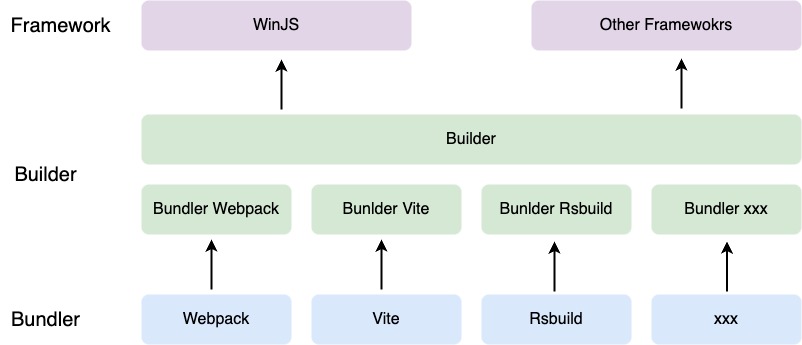 Framework
WinJS
Other Framewokrs
Builder
Builder
Bundler Webpack
Bunlder Vite
Bunlder Rsbuild
Bundler xxx
Bundler
Webpack
Vite
Rsbuild
xxx